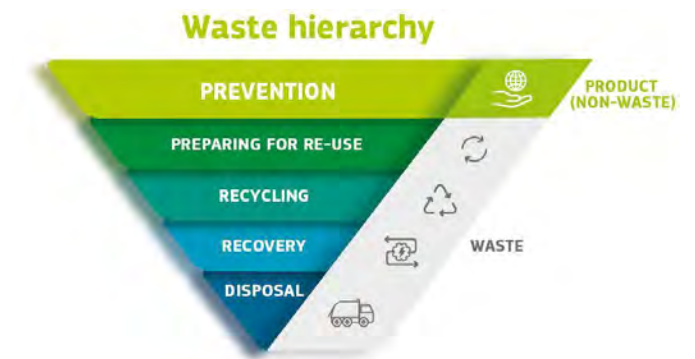 Waste hierarchy
PREVENTION
PRODUCT
(NON-WASTE)
PREPARING FOR RE-USE
RECYCLING
RECOVERY
WASTE
DISPOSAL